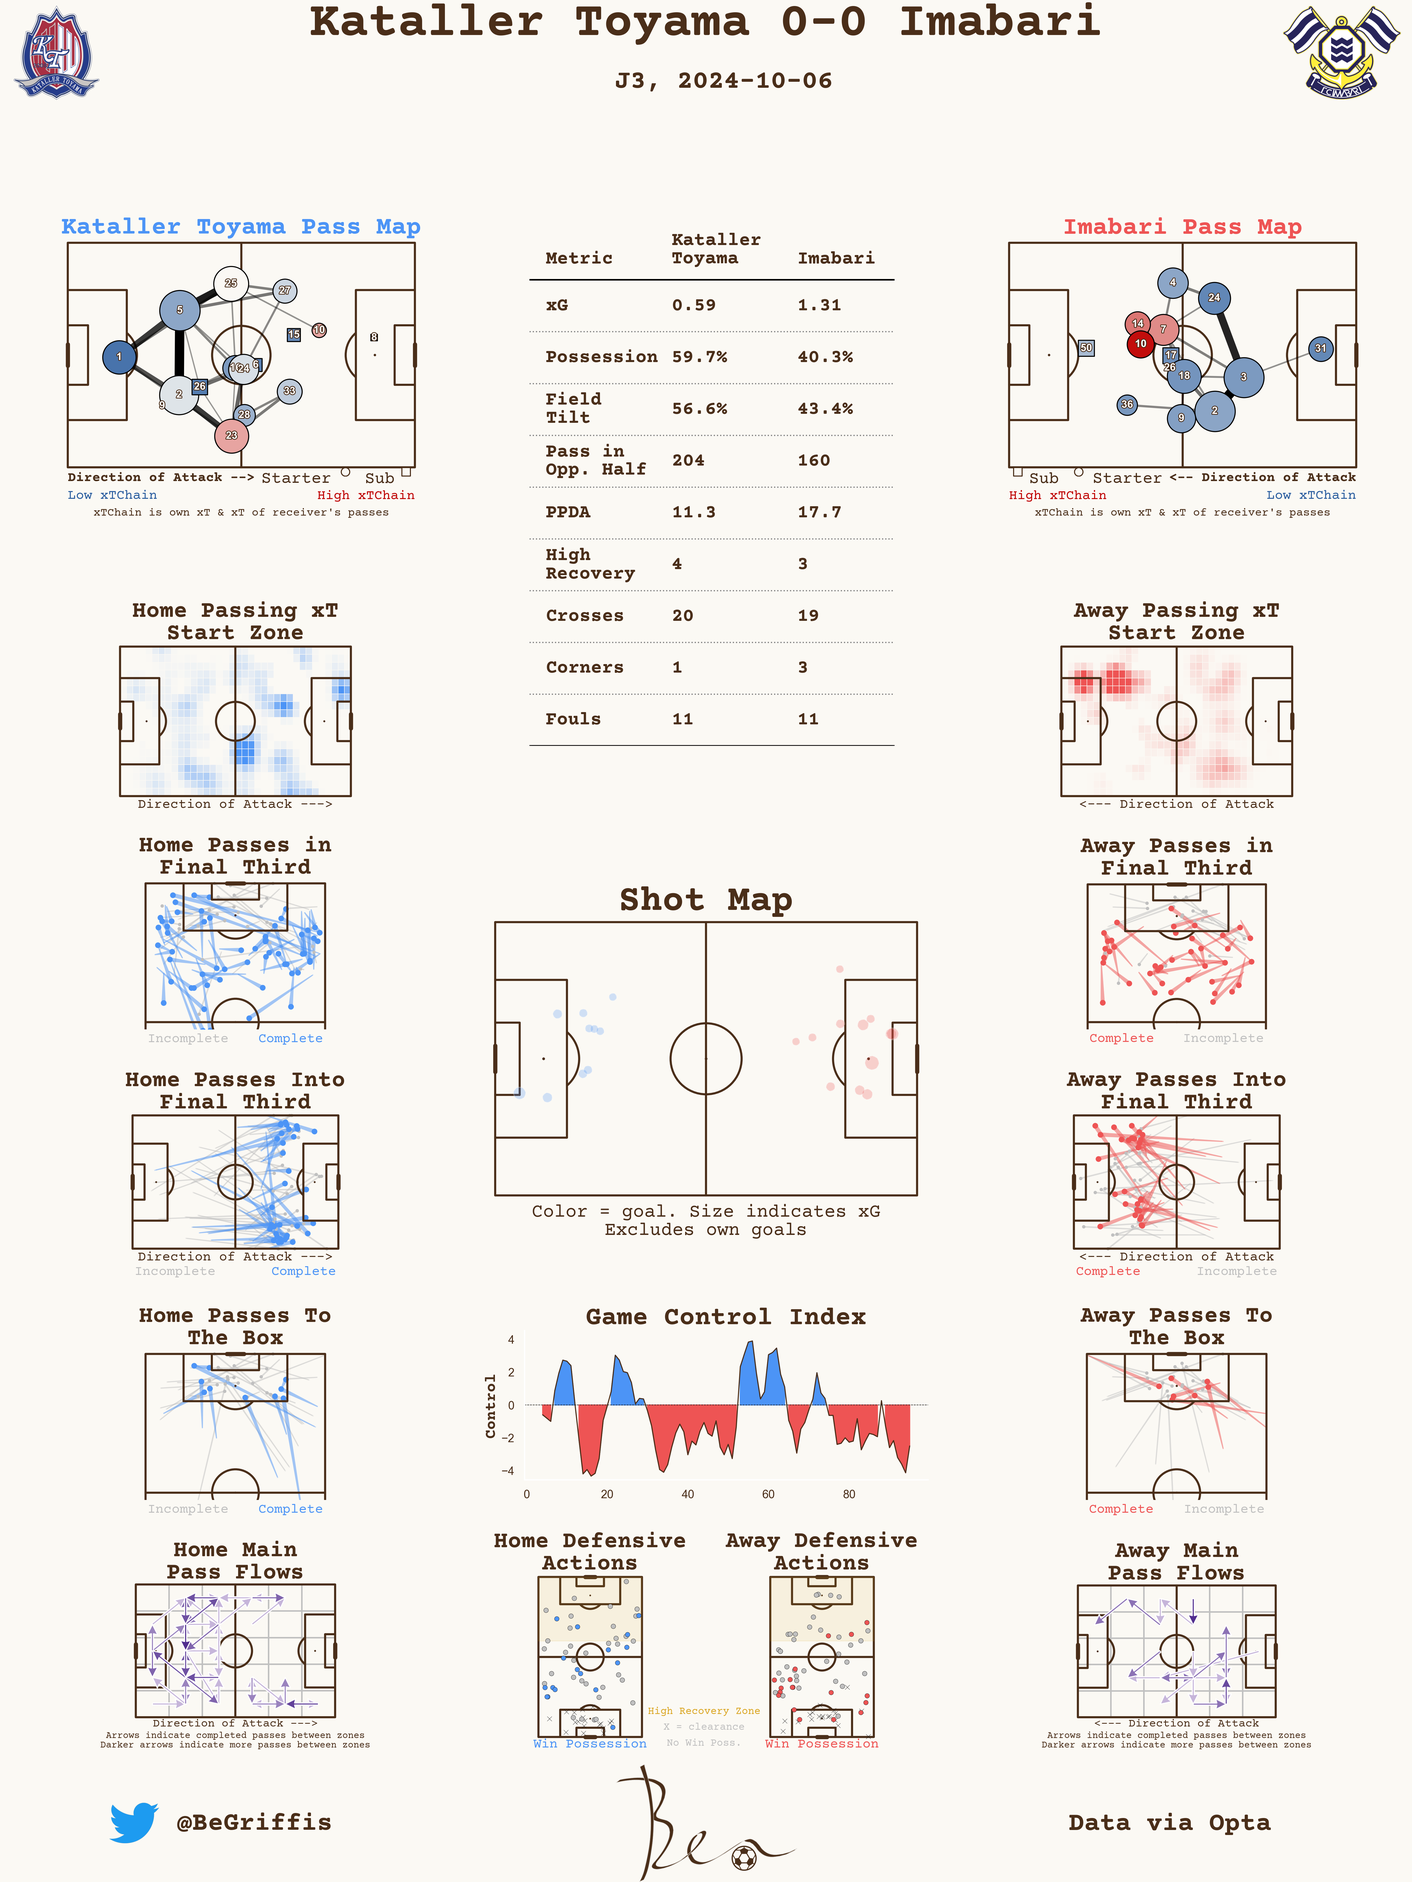 Kataller Toyama 0-0 Imabari
J3, 2024-10-06
KATALLER TOYAMA
FC IMABARI
Kataller Toyama Pass Map
25
27
5
10
15
8
1
24
6
26
2
33
9
28
23
Direction of Attack --> Starter Sub
Low xTChain High xTChain
xTChain is own xT & xT of receiver's passes
Metric Kataller Toyama Imabari
xG 0.59 1.31
Possession 59.7% 40.3%
Field Tilt 56.6% 43.4%
Pass in Opp. Half 204 160
PPDA 11.3 17.7
High Recovery 4 3
Crosses 20 19
Corners 1 3
Fouls 11 11
Imabari Pass Map
4
24
14
7
10
50
17
31
26
18
3
36
9
2
Sub Starter <-- Direction of Attack
High xTChain Low xTChain
xTChain is own xT & xT of receiver's passes
Home Passing xT
Start Zone
Direction of Attack --->
Away Passing xT
Start Zone
<--- Direction of Attack
Home Passes in
Final Third
Incomplete Complete
Away Passes in
Final Third
Complete Incomplete
Shot Map
Color = goal. Size indicates xG
Excludes own goals
Home Passes Into
Final Third
Direction of Attack --->
Incomplete Complete
Away Passes Into
Final Third
<--- Direction of Attack
Complete Incomplete
Home Passes To
The Box
Incomplete Complete
Game Control Index
Control
4
2
0
−2
−4
0 20 40 60 80
Away Passes To
The Box
Complete Incomplete
Home Main
Pass Flows
Direction of Attack --->
Arrows indicate completed passes between zones
Darker arrows indicate more passes between zones
Home Defensive
Actions
Win Possession
Away Defensive
Actions
Win Possession
High Recovery Zone
X = clearance
No Win Poss.
Away Main
Pass Flows
<--- Direction of Attack
Arrows indicate completed passes between zones
Darker arrows indicate more passes between zones
@BeGriffis
Ben
Data via Opta